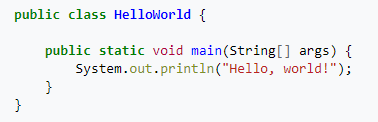 public class HelloWorld {
    public static void main(String[] args) {
        System.out.println("Hello, world!");
    }
}